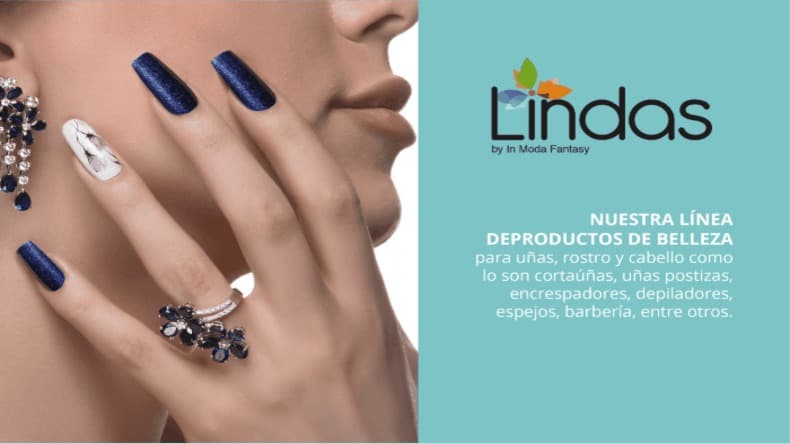 Lindas
by In Moda Fantasy
NUESTRA LÍNEA
DEPRODUCTOS DE BELLEZA
para uñas, rostro y cabello como
lo son cortaúñas, uñas postizas,
encrespadores, depiladores,
espejos, barbería, entre otros.